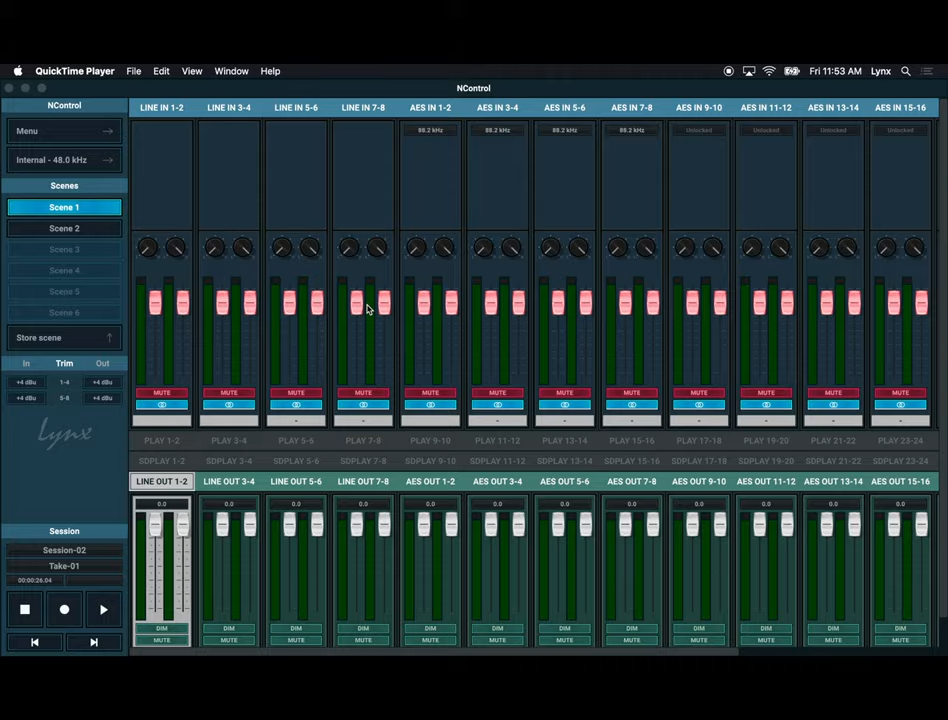 QuickTime Player File Edit View Window Help Fri 11:53 AM Lynx
NControl
NControl LINE IN 1-2 LINE IN 3-4 LINE IN 5-6 LINE IN 7-8 AES IN 1-2 AES IN 3-4 AES IN 5-6 AES IN 7-8 AES IN 9-10 AES IN 11-12 AES IN 13-14 AES IN 15-16
Menu 88.2 kHz 88.2 kHz 88.2 kHz 88.2 kHz Unlocked Unlocked Unlocked Unlocked
Internal - 48.0 kHz
Scenes
Scene 1
Scene 2
Scene 3
Scene 4
Scene 5
Scene 6
Store scene
In Trim Out
+4 dBu 1-4 +4 dBu
+4 dBu 5-8 +4 dBu
MUTE MUTE MUTE MUTE MUTE MUTE MUTE MUTE MUTE MUTE MUTE MUTE
Lynx
PLAY 1-2 PLAY 3-4 PLAY 5-6 PLAY 7-8 PLAY 9-10 PLAY 11-12 PLAY 13-14 PLAY 15-16 PLAY 17-18 PLAY 19-20 PLAY 21-22 PLAY 23-24
SDPLAY 1-2 SDPLAY 3-4 SDPLAY 5-6 SDPLAY 7-8 SDPLAY 9-10 SDPLAY 11-12 SDPLAY 13-14 SDPLAY 15-16 SDPLAY 17-18 SDPLAY 19-20 SDPLAY 21-22 SDPLAY 23-24
LINE OUT 1-2 LINE OUT 3-4 LINE OUT 5-6 LINE OUT 7-8 AES OUT 1-2 AES OUT 3-4 AES OUT 5-6 AES OUT 7-8 AES OUT 9-10 AES OUT 11-12 AES OUT 13-14 AES OUT 15-16
0.0 0.0 0.0 0.0 0.0 0.0 0.0 0.0 0.0 0.0 0.0 0.0
Session
Session-02
Take-01
00:00:26.04
DIM DIM DIM DIM DIM DIM DIM DIM DIM DIM DIM DIM
MUTE MUTE MUTE MUTE MUTE MUTE MUTE MUTE MUTE MUTE MUTE MUTE